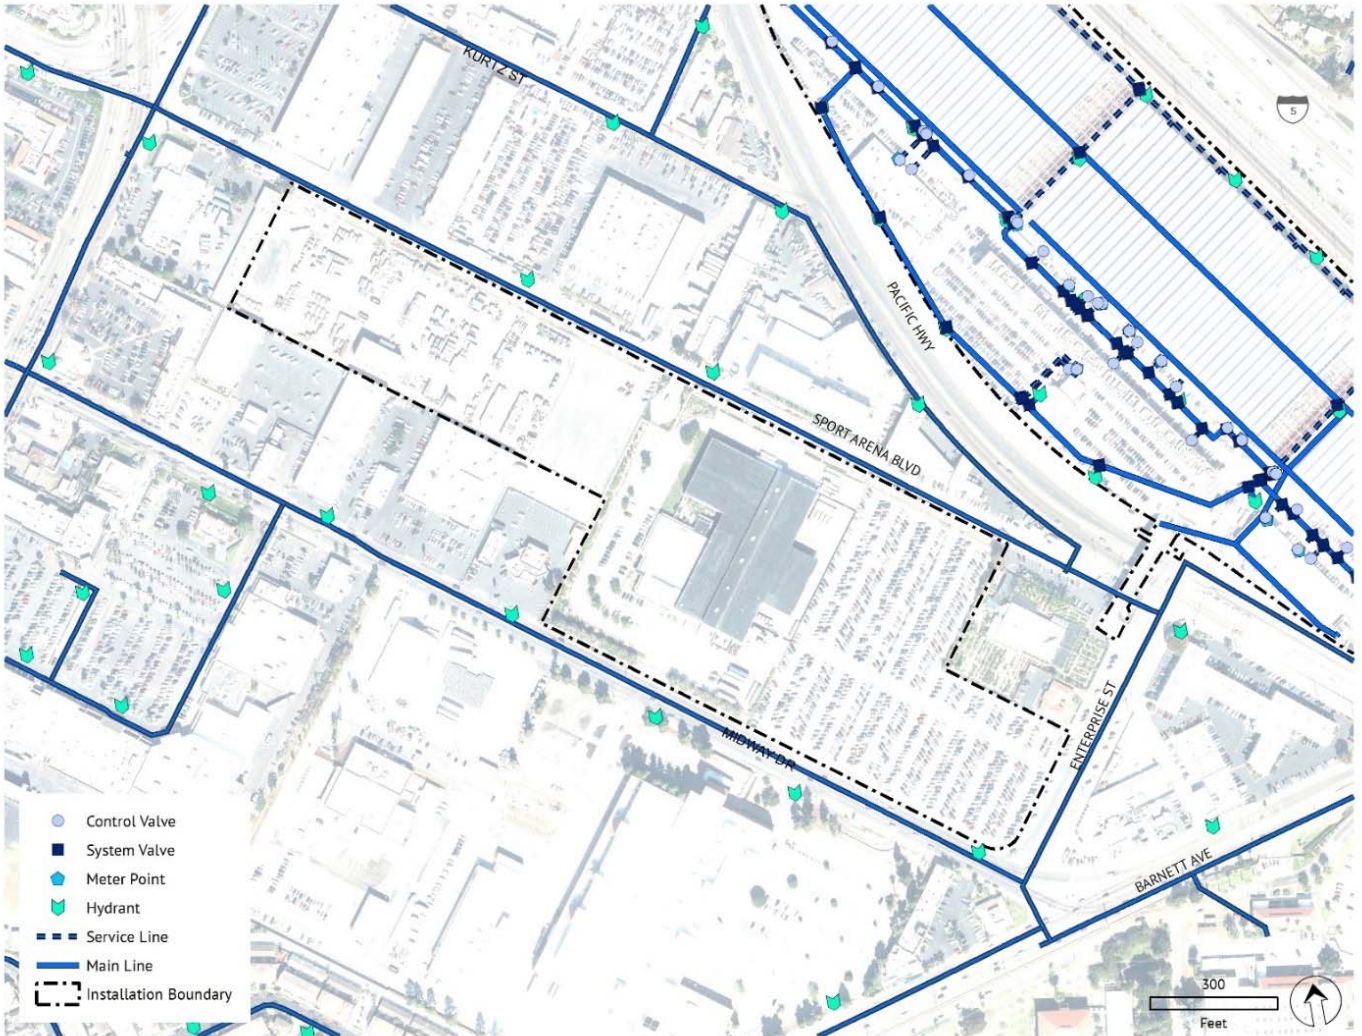 KURTZ ST
5
PACIFIC HWY
SPORT ARENA BLVD
MIDWAY DR
ENTERPRISE ST
BARNETT AVE
Control Valve
System Valve
Meter Point
Hydrant
Service Line
Main Line
Installation Boundary
300
Feet